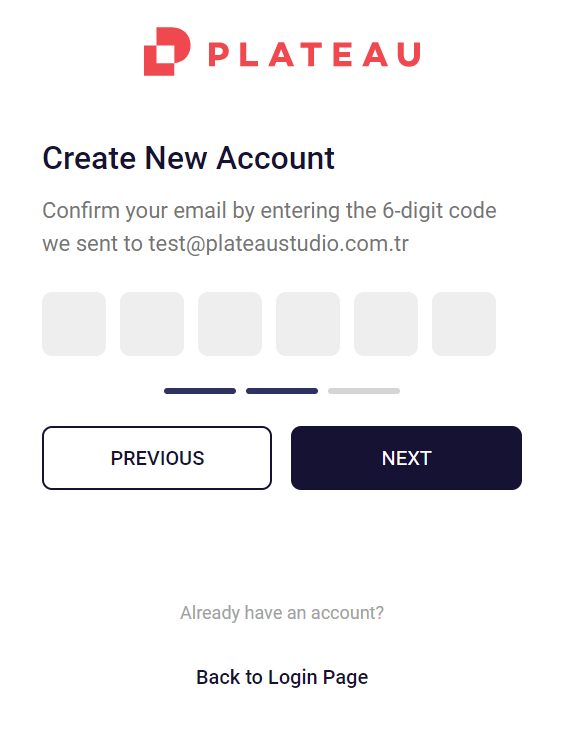 PLATEAU
Create New Account
Confirm your email by entering the 6-digit code
we sent to test@plateaustudio.com.tr
PREVIOUS
NEXT
Already have an account?
Back to Login Page